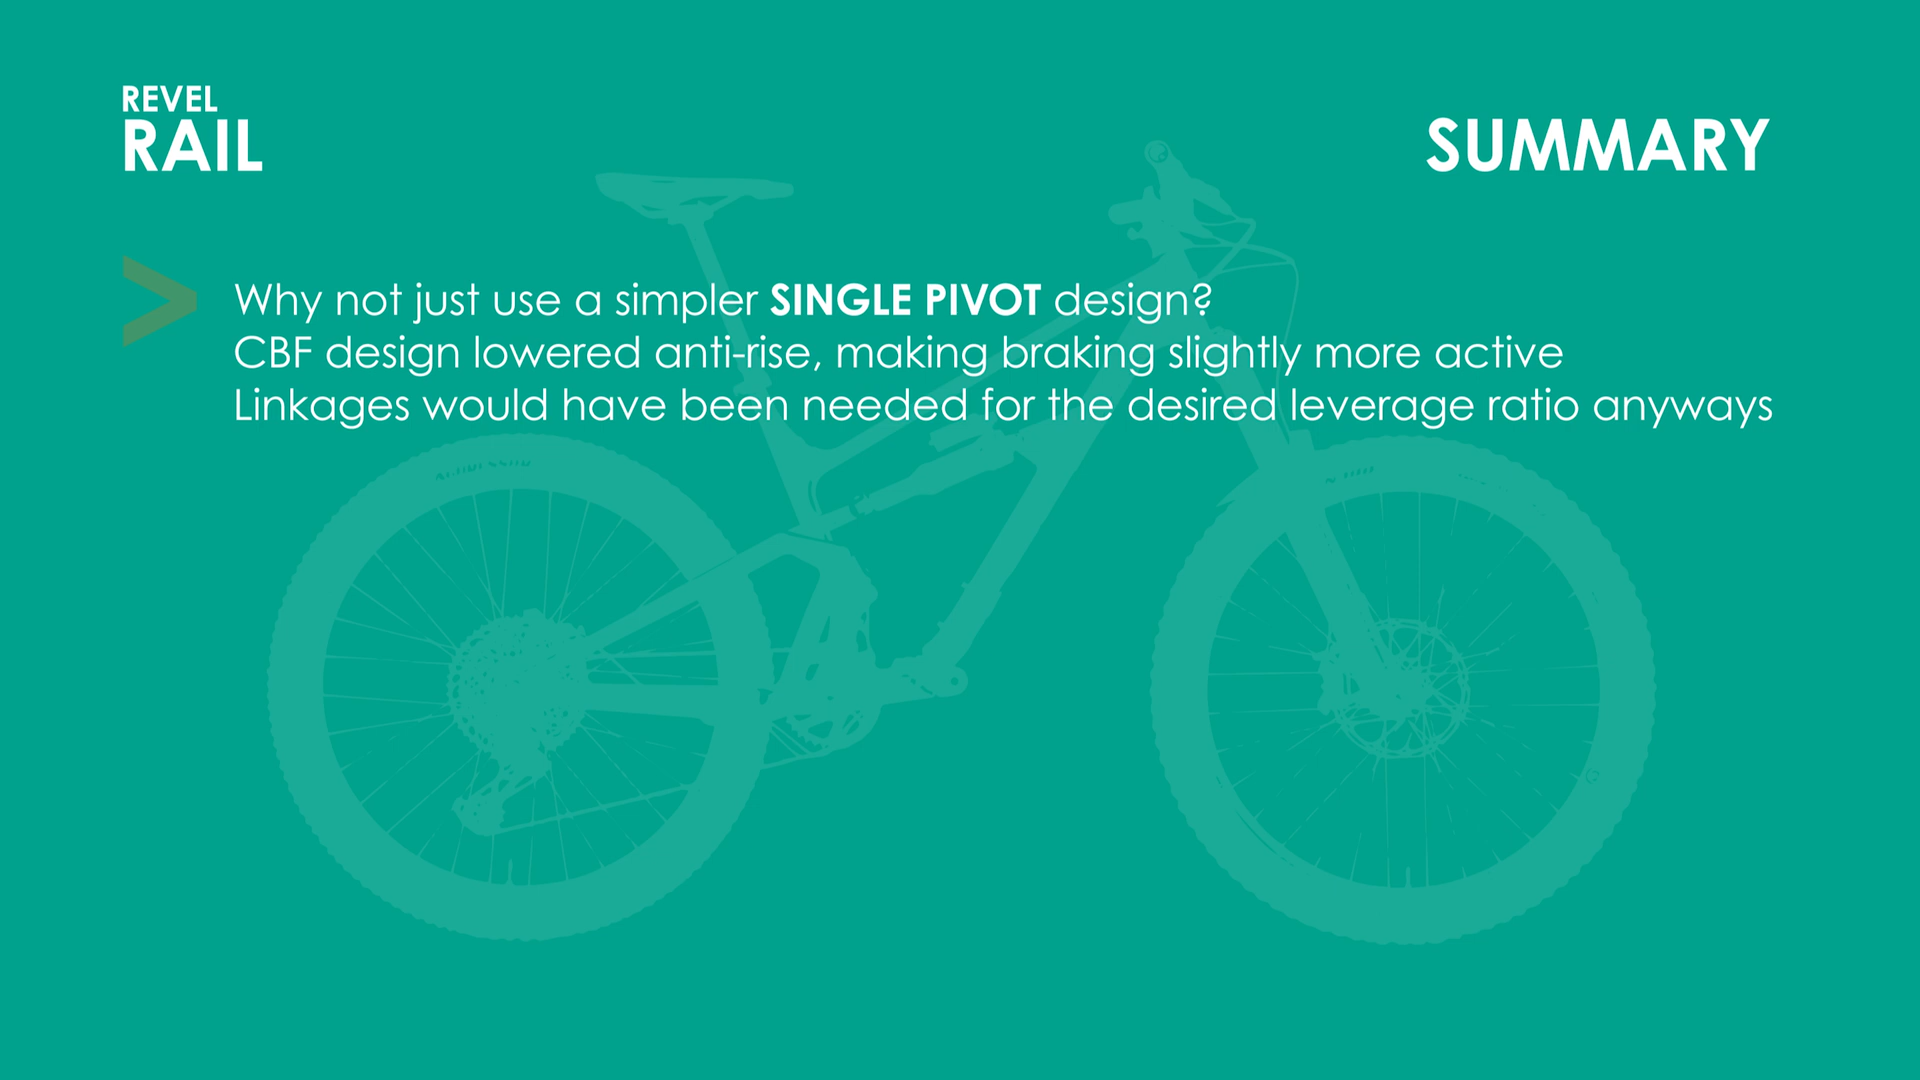 REVEL
RAIL
SUMMARY
>
Why not just use a simpler SINGLE PIVOT design?
CBF design lowered anti-rise, making braking slightly more active
Linkages would have been needed for the desired leverage ratio anyways